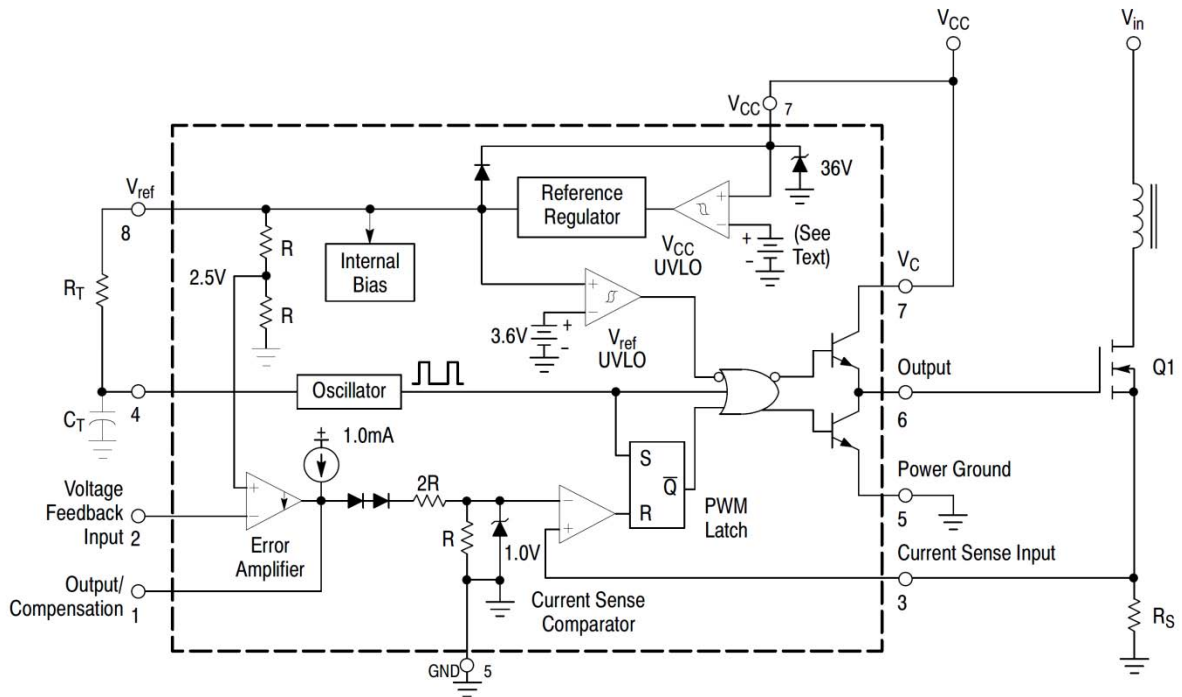 VCC
Vin
VCC
7
36V
Vref
8
Reference
Regulator
R
Internal
Bias
VCC
UVLO
+
-
+
-
(See
Text)
VC
7
2.5V
RT
R
+
-
3.6V
+
-
Vref
UVLO
Output
6
Q1
Oscillator
4
CT
+
1.0mA
S
Q
R
PWM
Latch
Power Ground
5
Voltage
Feedback
Input
2
+
-
Error
Amplifier
2R
R
1.0V
-
+
Current Sense
Comparator
Current Sense Input
3
Output/
Compensation
1
RS
GND
5